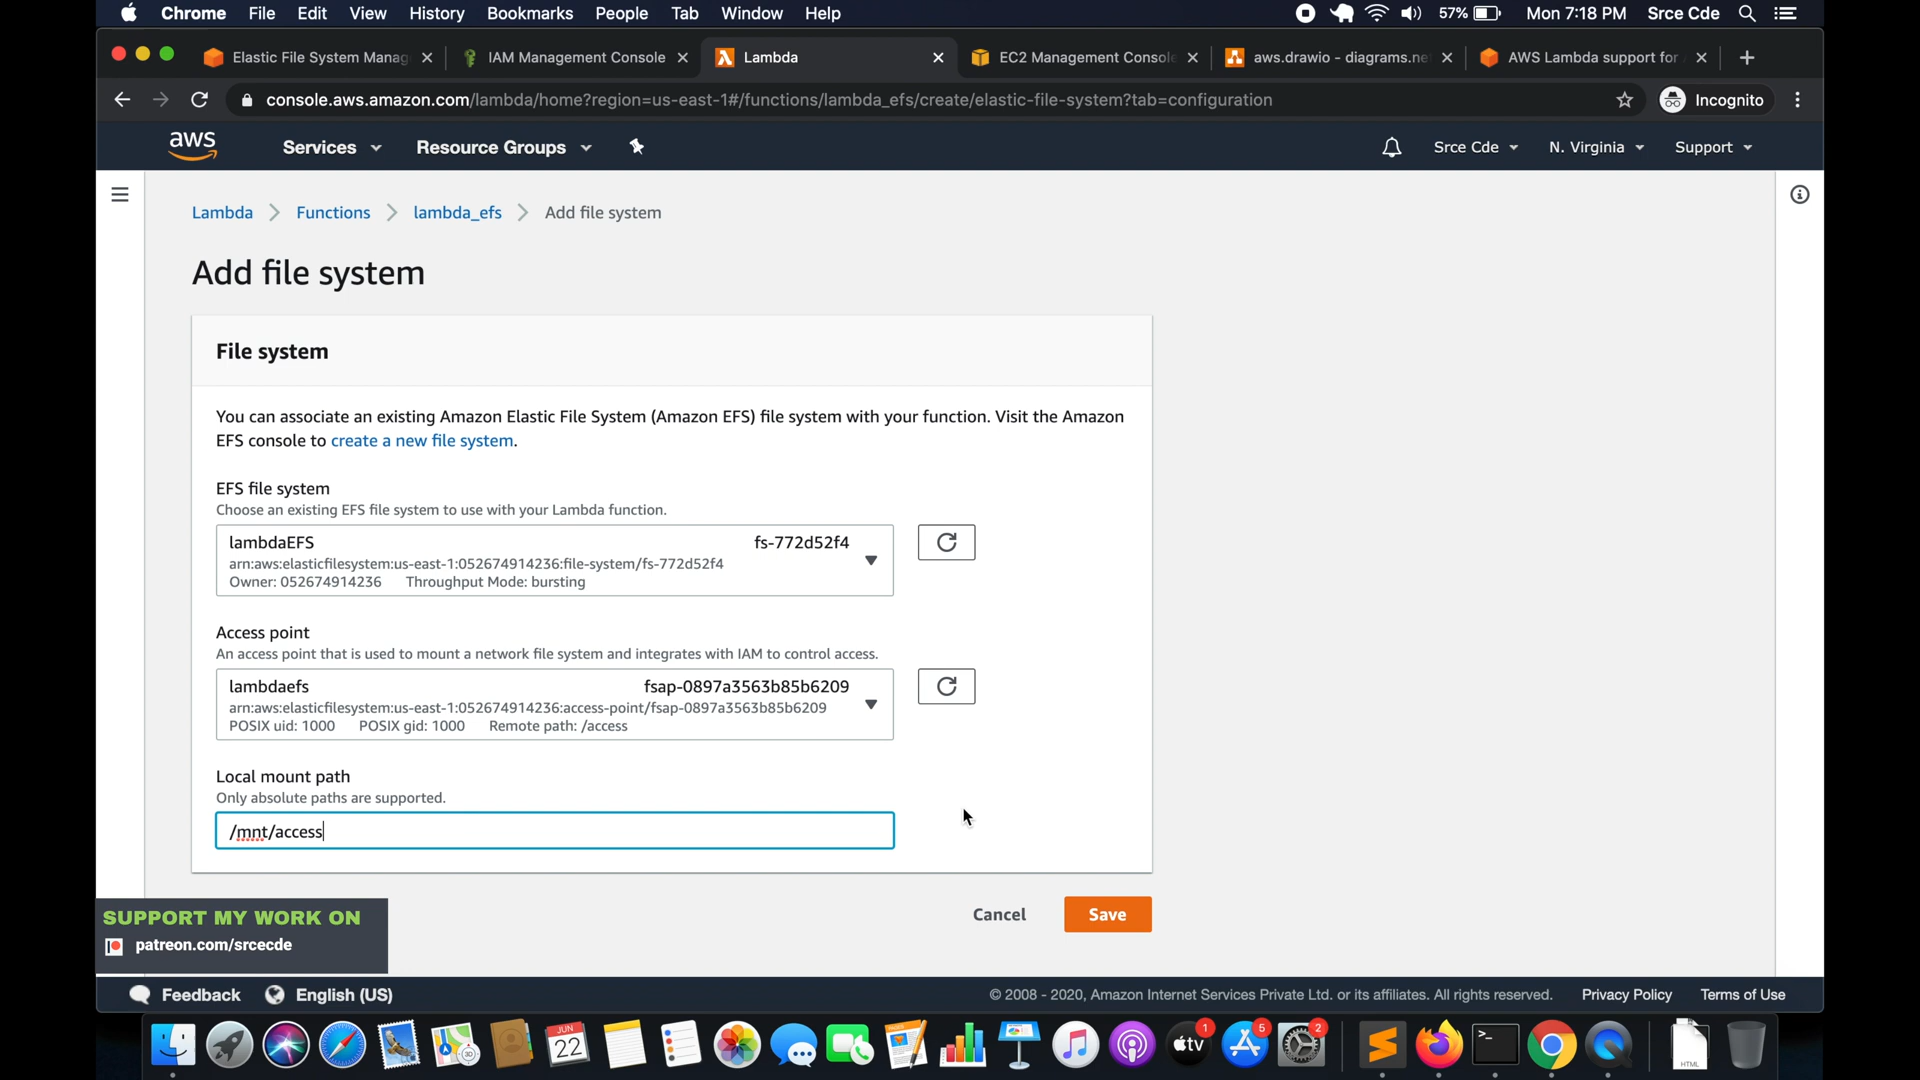 Chrome File Edit View History Bookmarks People Tab Window Help 57% Mon 7:18 PM Srce Cde
Elastic File System Manag IAM Management Console Lambda EC2 Management Console aws.drawio - diagrams.ne AWS Lambda support for
console.aws.amazon.com/lambda/home?region=us-east-1#/functions/lambda_efs/create/elastic-file-system?tab=configuration Incognito
aws Services Resource Groups Srce Cde N. Virginia Support
Lambda Functions lambda_efs Add file system
Add file system
File system
You can associate an existing Amazon Elastic File System (Amazon EFS) file system with your function. Visit the Amazon
EFS console to create a new file system.
EFS file system
Choose an existing EFS file system to use with your Lambda function.
lambdaEFS fs-772d52f4
arn:aws:elasticfilesystem:us-east-1:052674914236:file-system/fs-772d52f4
Owner: 052674914236 Throughput Mode: bursting
Access point
An access point that is used to mount a network file system and integrates with IAM to control access.
lambdaefs fsap-0897a3563b85b6209
arn:aws:elasticfilesystem:us-east-1:052674914236:access-point/fsap-0897a3563b85b6209
POSIX uid: 1000 POSIX gid: 1000 Remote path: /access
Local mount path
Only absolute paths are supported.
/mnt/access
Cancel Save
SUPPORT MY WORK ON
patreon.com/srcecde
Feedback English (US) © 2008 - 2020, Amazon Internet Services Private Ltd. or its affiliates. All rights reserved. Privacy Policy Terms of Use
JUN
22
3D
tv
1
5
2
HTML